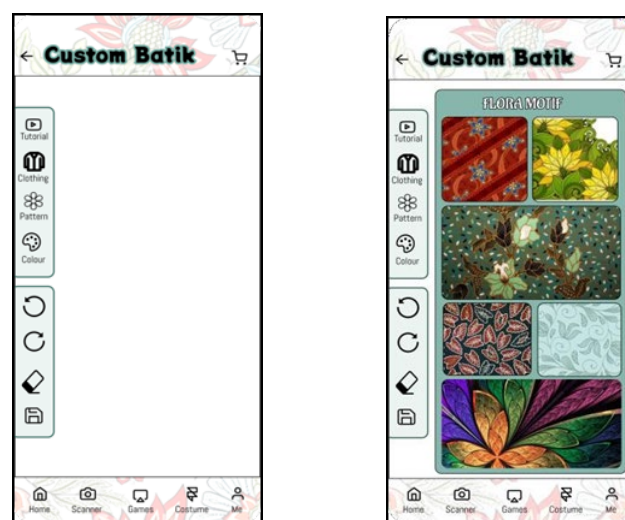 Custom Batik
Tutorial
Clothing
Pattern
Colour
Home Scanner Games Costume Me
Custom Batik
FLORA MOTIF
Tutorial
Clothing
Pattern
Colour
Home Scanner Games Costume Me